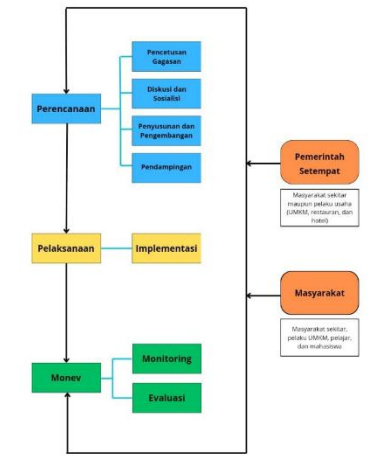 Pencetusan
Gagasan
Diskusi dan
Sosialisi
Perencanaan
Penyusunan dan
Pengembangan
Pendampingan
Pemerintah
Setempat
Masyarakat sekitar
maupun pelaku usaha
(UMKM, restauran, dan
hotel)
Pelaksanaan
Implementasi
Masyarakat
Masyarakat sekitar,
pelaku UMKM, pelajar,
dan mahasiswa
Monitoring
Monev
Evaluasi